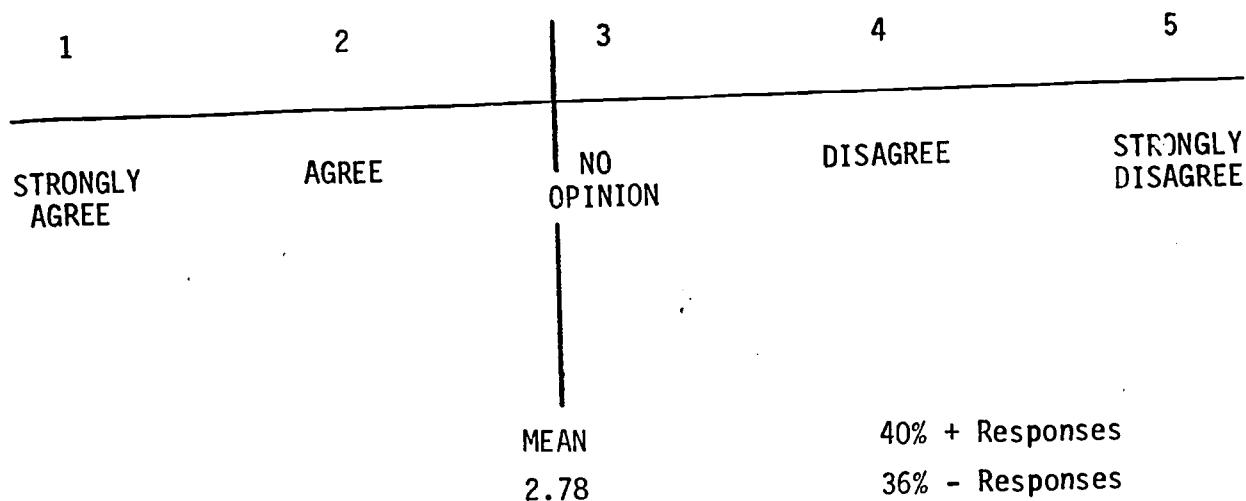 1 2 3 4 5
STRONGLY
AGREE
AGREE
NO
OPINION
DISAGREE
STRONGLY
DISAGREE
MEAN
2.78
40% + Responses
36% - Responses